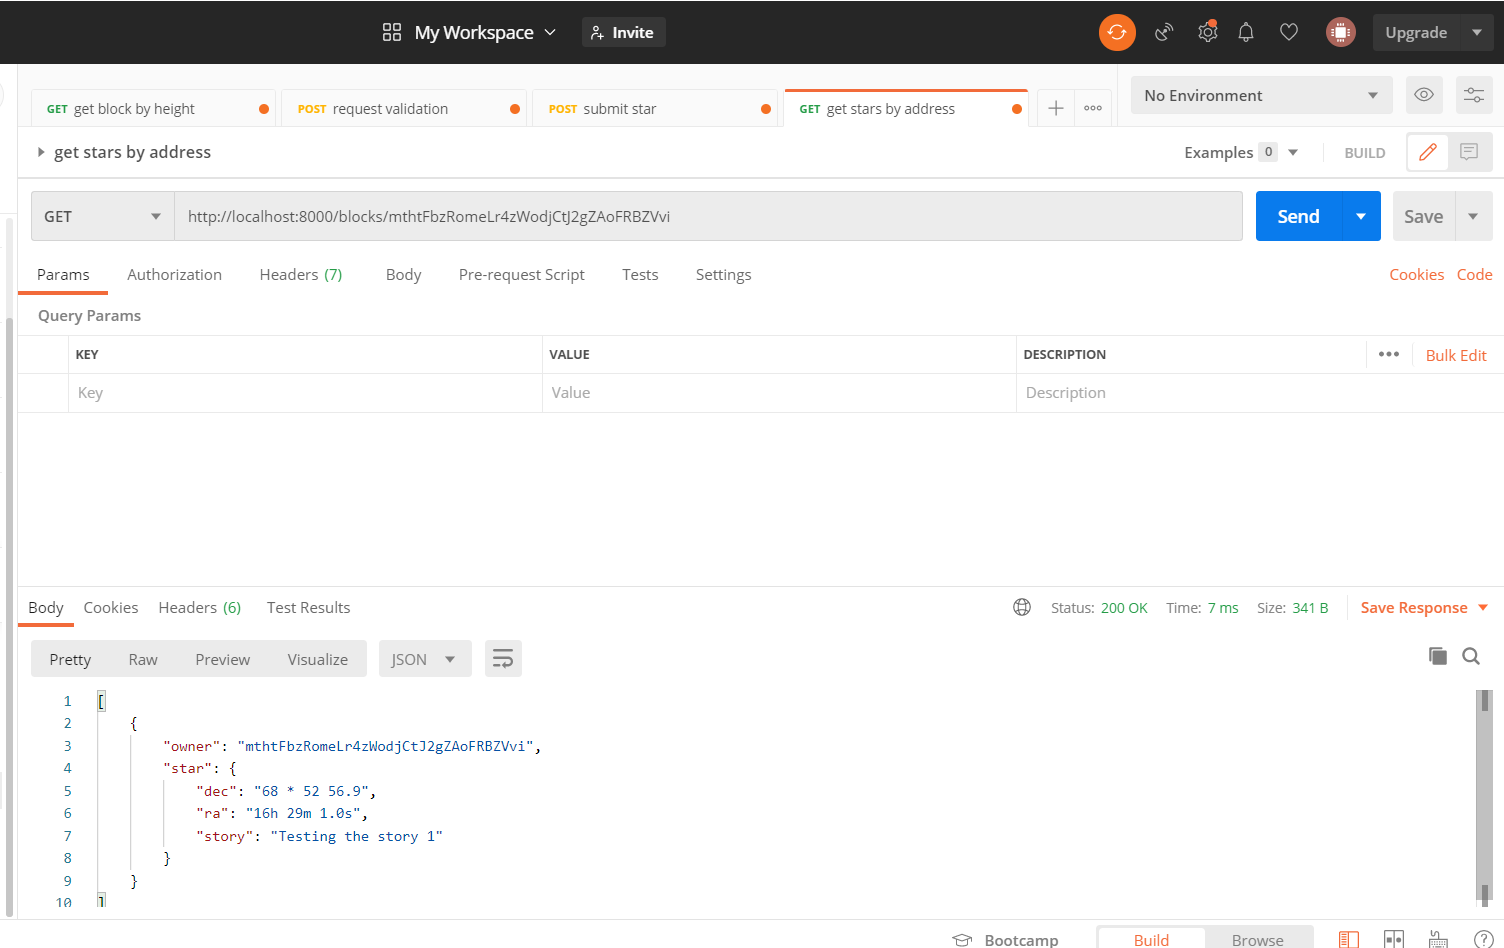 My Workspace Invite Upgrade
GET get block by height POST request validation POST submit star GET get stars by address No Environment
get stars by address Examples 0 BUILD
GET http://localhost:8000/blocks/mthtFbzRomeLr4zWodjCtJ2gZAoFRBZVvi Send Save
Params Authorization Headers (7) Body Pre-request Script Tests Settings Cookies Code
Query Params
KEY VALUE DESCRIPTION Bulk Edit
Key Value Description
Body Cookies Headers (6) Test Results Status: 200 OK Time: 7 ms Size: 341 B Save Response
Pretty Raw Preview Visualize JSON
1 [
2 {
3 "owner": "mthtFbzRomeLr4zWodjCtJ2gZAoFRBZVvi",
4 "star": {
5 "dec": "68 * 52 56.9",
6 "ra": "16h 29m 1.0s",
7 "story": "Testing the story 1"
8 }
9 }
10 ]
Bootcamp Build Browse